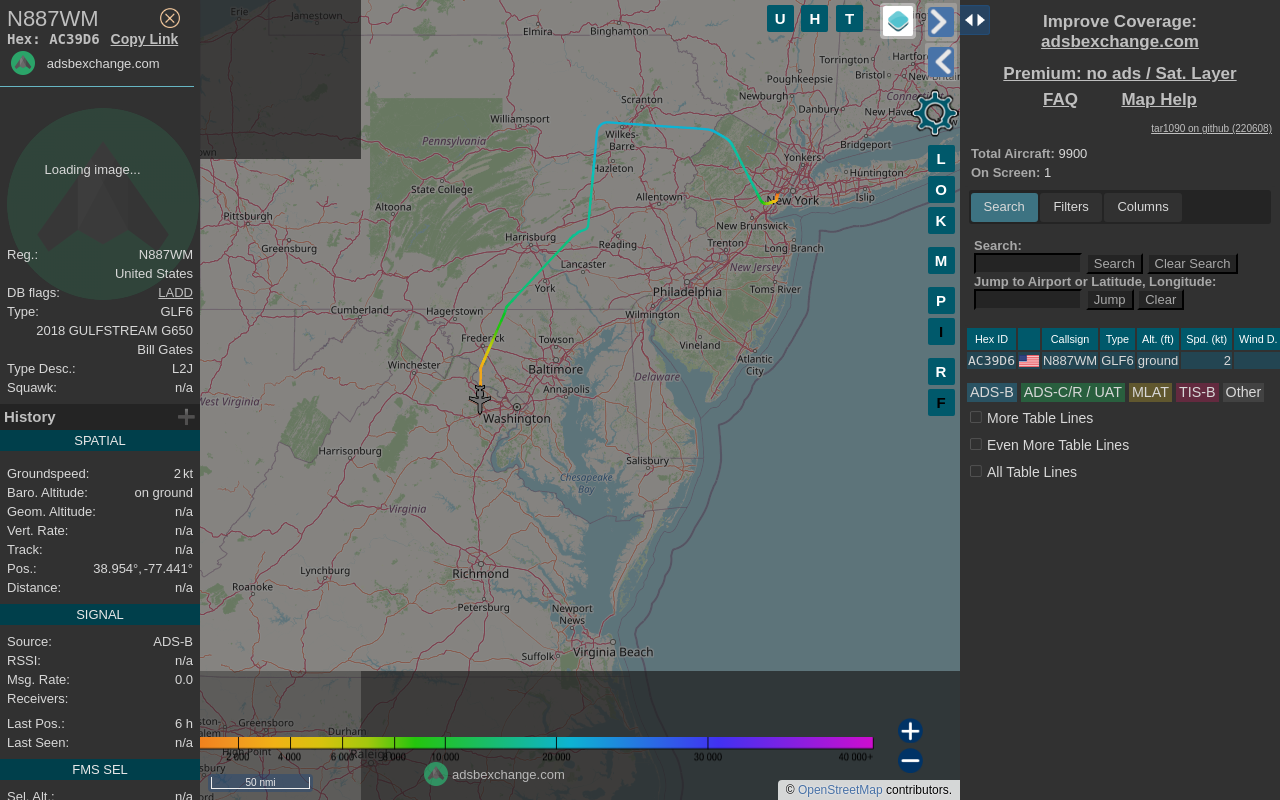 N887WM
Hex: AC39D6 Copy Link
adsbexchange.com
Loading image...
Reg.: N887WM
United States
DB flags: LADD
Type: GLF6
2018 GULFSTREAM G650
Bill Gates
Type Desc.: L2J
Squawk: n/a
History
SPATIAL
Groundspeed: 2 kt
Baro. Altitude: on ground
Geom. Altitude: n/a
Vert. Rate: n/a
Track: n/a
Pos.: 38.954°, -77.441°
Distance: n/a
SIGNAL
Source: ADS-B
RSSI: n/a
Msg. Rate: 0.0
Receivers:
Last Pos.: 6 h
Last Seen: n/a
FMS SEL
Sel. Alt.: n/a
U H T
L
O
K
M
P
I
R
F
Erie
Jamestown
Elmira
Binghamton
Torrington
Hartford
Bristol
Poughkeepsie
Connecticut
Newburgh
Danbury
New Haven
Scranton
Williamsport
Wilkes-
Barre
Pennsylvania
Bridgeport
Yonkers
Hazleton
Huntington
State College
Allentown
New York
Islip
Altoona
Pittsburgh
New Brunswick
Harrisburg
Reading
Trenton
Long Branch
Greensburg
Lancaster
New Jersey
York
Philadelphia
Toms River
Cumberland
Hagerstown
Wilmington
Frederick
Towson
Vineland
Winchester
Baltimore
Atlantic
City
Delaware
Annapolis
West Virginia
Washington
Harrisonburg
Salisbury
Chesapeake
Bay
Virginia
Lynchburg
Richmond
Roanoke
Petersburg
Newport
News
Suffolk
Virginia Beach
Greensboro
Durham
High Point
Raleigh
2 000 4 000 6 000 8 000 10 000 20 000 30 000 40 000+
50 nmi
adsbexchange.com
© OpenStreetMap contributors.
Improve Coverage:
adsbexchange.com
Premium: no ads / Sat. Layer
FAQ Map Help
tar1090 on github (220608)
Total Aircraft: 9900
On Screen: 1
Search Filters Columns
Search:
Search Clear Search
Jump to Airport or Latitude, Longitude:
Jump Clear
Hex ID Callsign Type Alt. (ft) Spd. (kt) Wind D.
AC39D6 N887WM GLF6 ground 2
ADS-B ADS-C/R / UAT MLAT TIS-B Other
More Table Lines
Even More Table Lines
All Table Lines